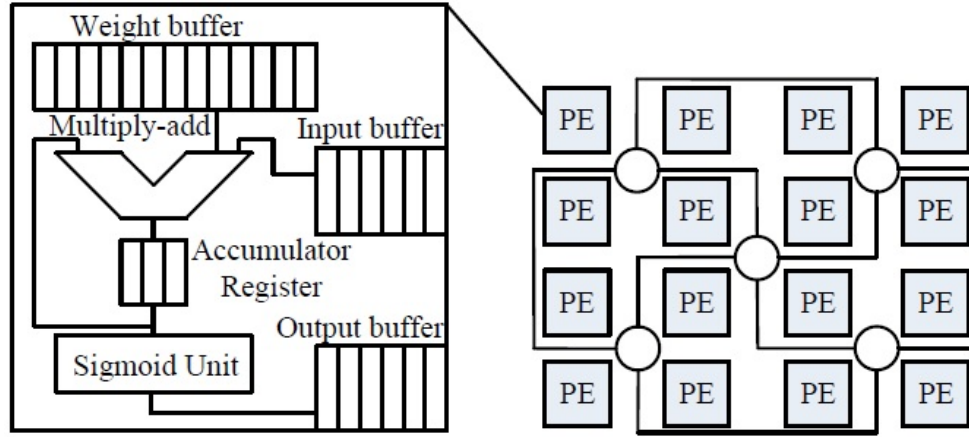 Weight buffer
Multiply-add
Input buffer
Accumulator
Register
Output buffer
Sigmoid Unit
PE PE PE PE
PE PE PE PE
PE PE PE PE
PE PE PE PE